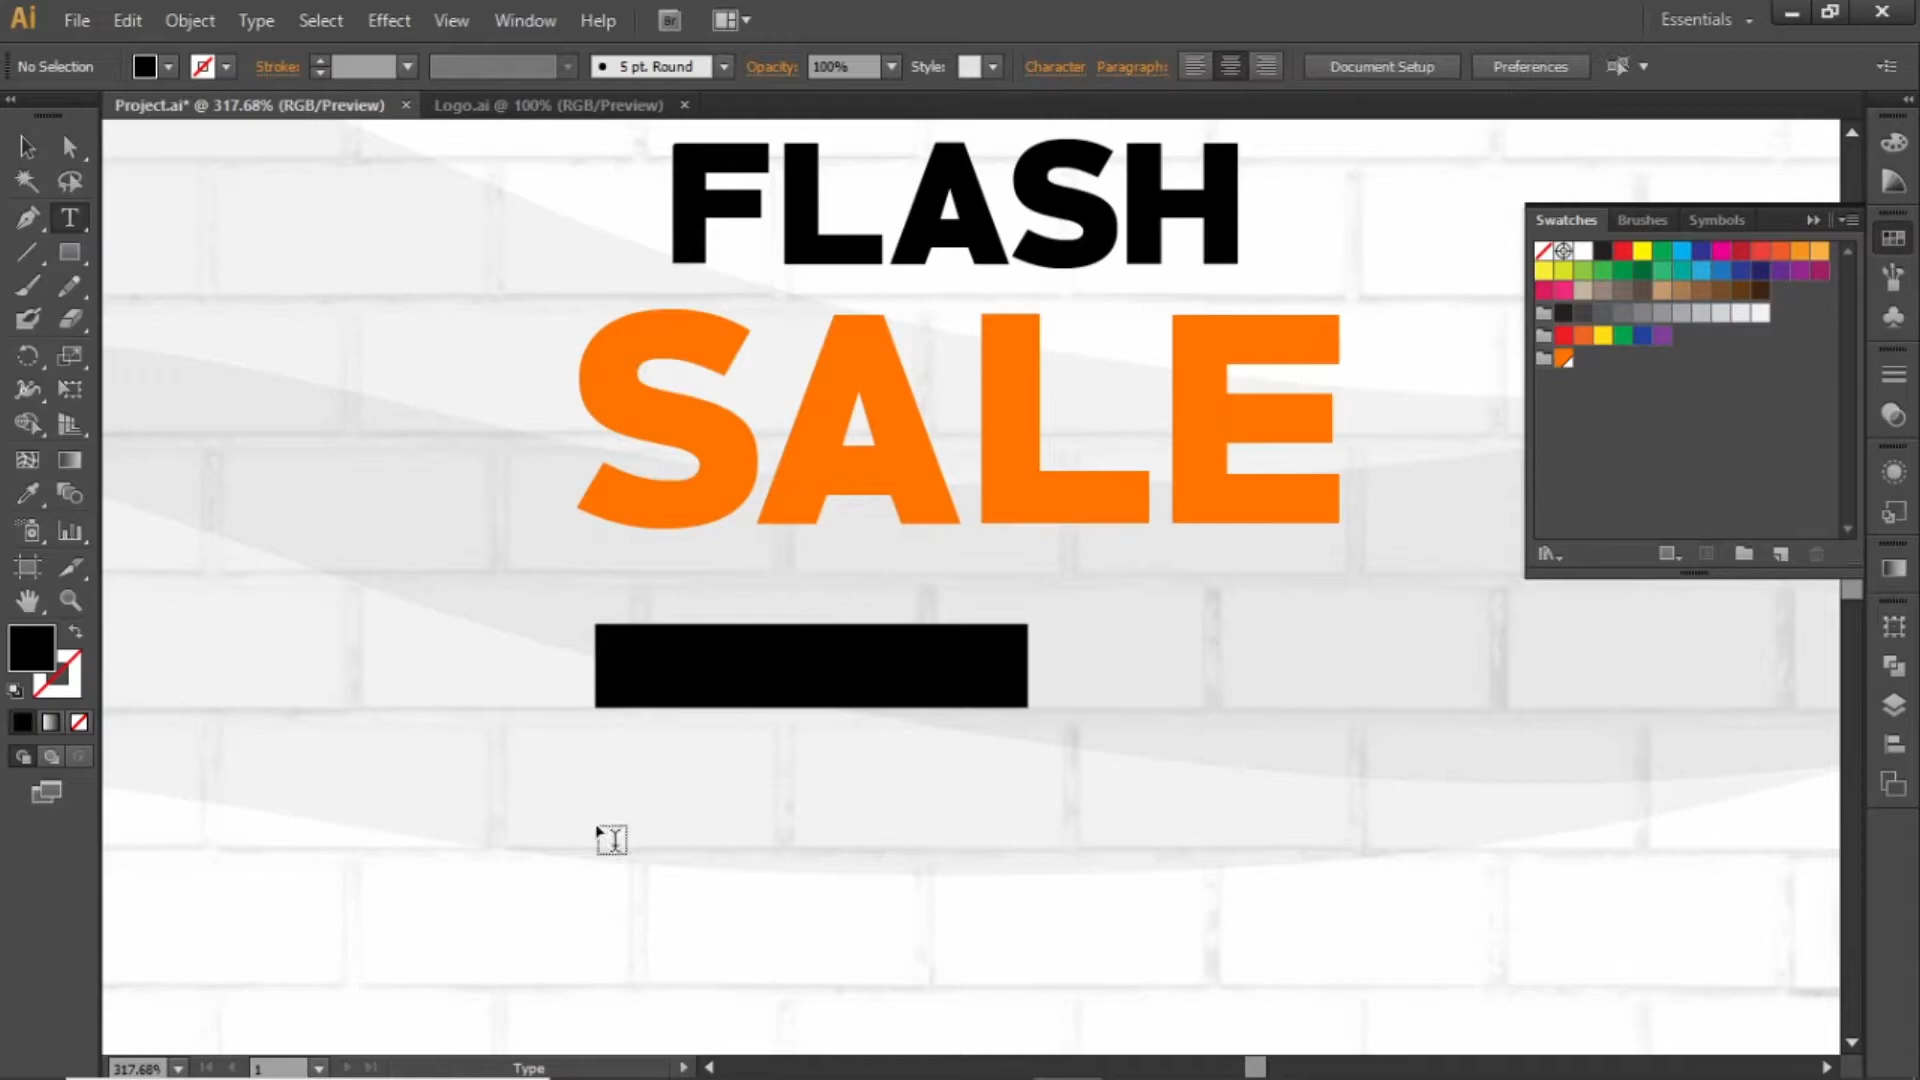 Ai File Edit Object Type Select Effect View Window Help Br Essentials
No Selection Stroke: 5 pt. Round Opacity: 100% Style: Character Paragraph: Document Setup Preferences
Project.ai* @ 317.68% (RGB/Preview) Logo.ai @ 100% (RGB/Preview)
FLASH
SALE
Swatches Brushes Symbols
T
317.68% 1 Type